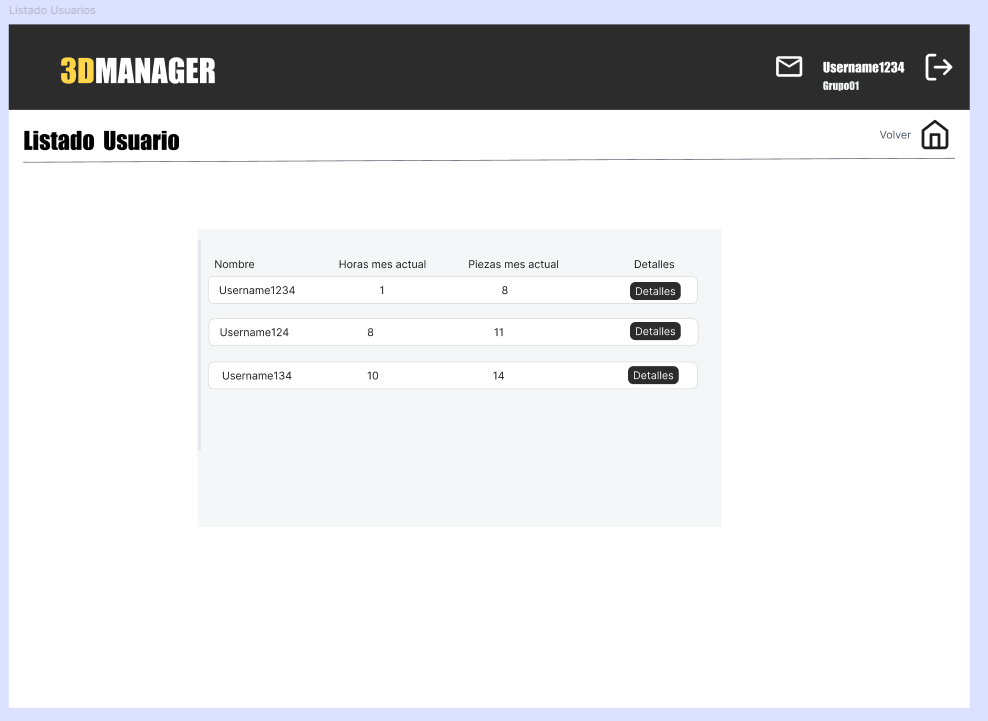 Listado Usuarios
3DMANAGER
Username1234
Grupo01
Listado Usuario
Volver
Nombre Horas mes actual Piezas mes actual Detalles
Username1234 1 8 Detalles
Username124 8 11 Detalles
Username134 10 14 Detalles